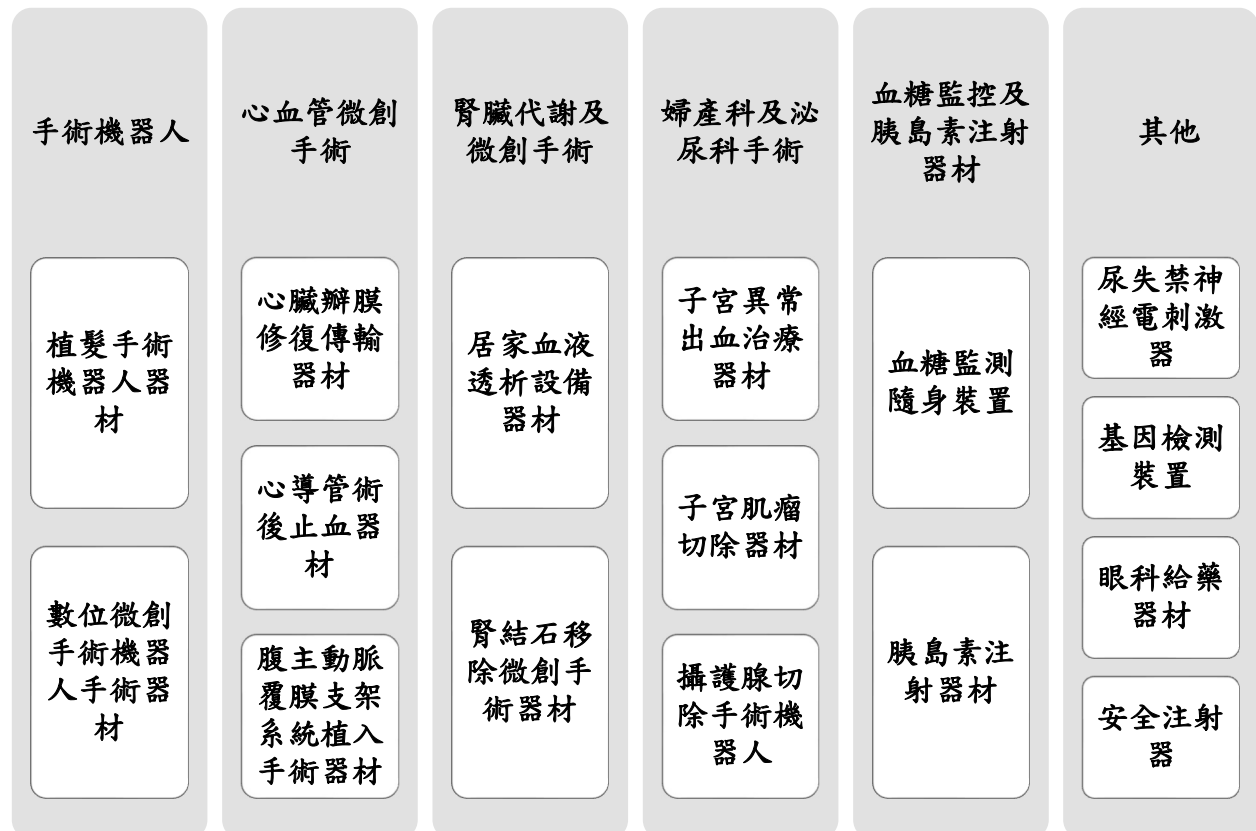 手術機器人
植髮手術
機器人器
材
數位微創
手術機器
人手術器
材
心血管微創
手術
心臟瓣膜
修復傳輸
器材
心導管術
後止血器
材
腹主動脈
覆膜支架
系統植入
手術器材
腎臟代謝及
微創手術
居家血液
透析設備
器材
腎結石移
除微創手
術器材
婦產科及泌
尿科手術
子宮異常
出血治療
器材
子宮肌瘤
切除器材
攝護腺切
除手術機
器人
血糖監控及
胰島素注射
器材
血糖監測
隨身裝置
胰島素注
射器材
其他
尿失禁神
經電刺激
器
基因檢測
裝置
眼科給藥
器材
安全注射
器